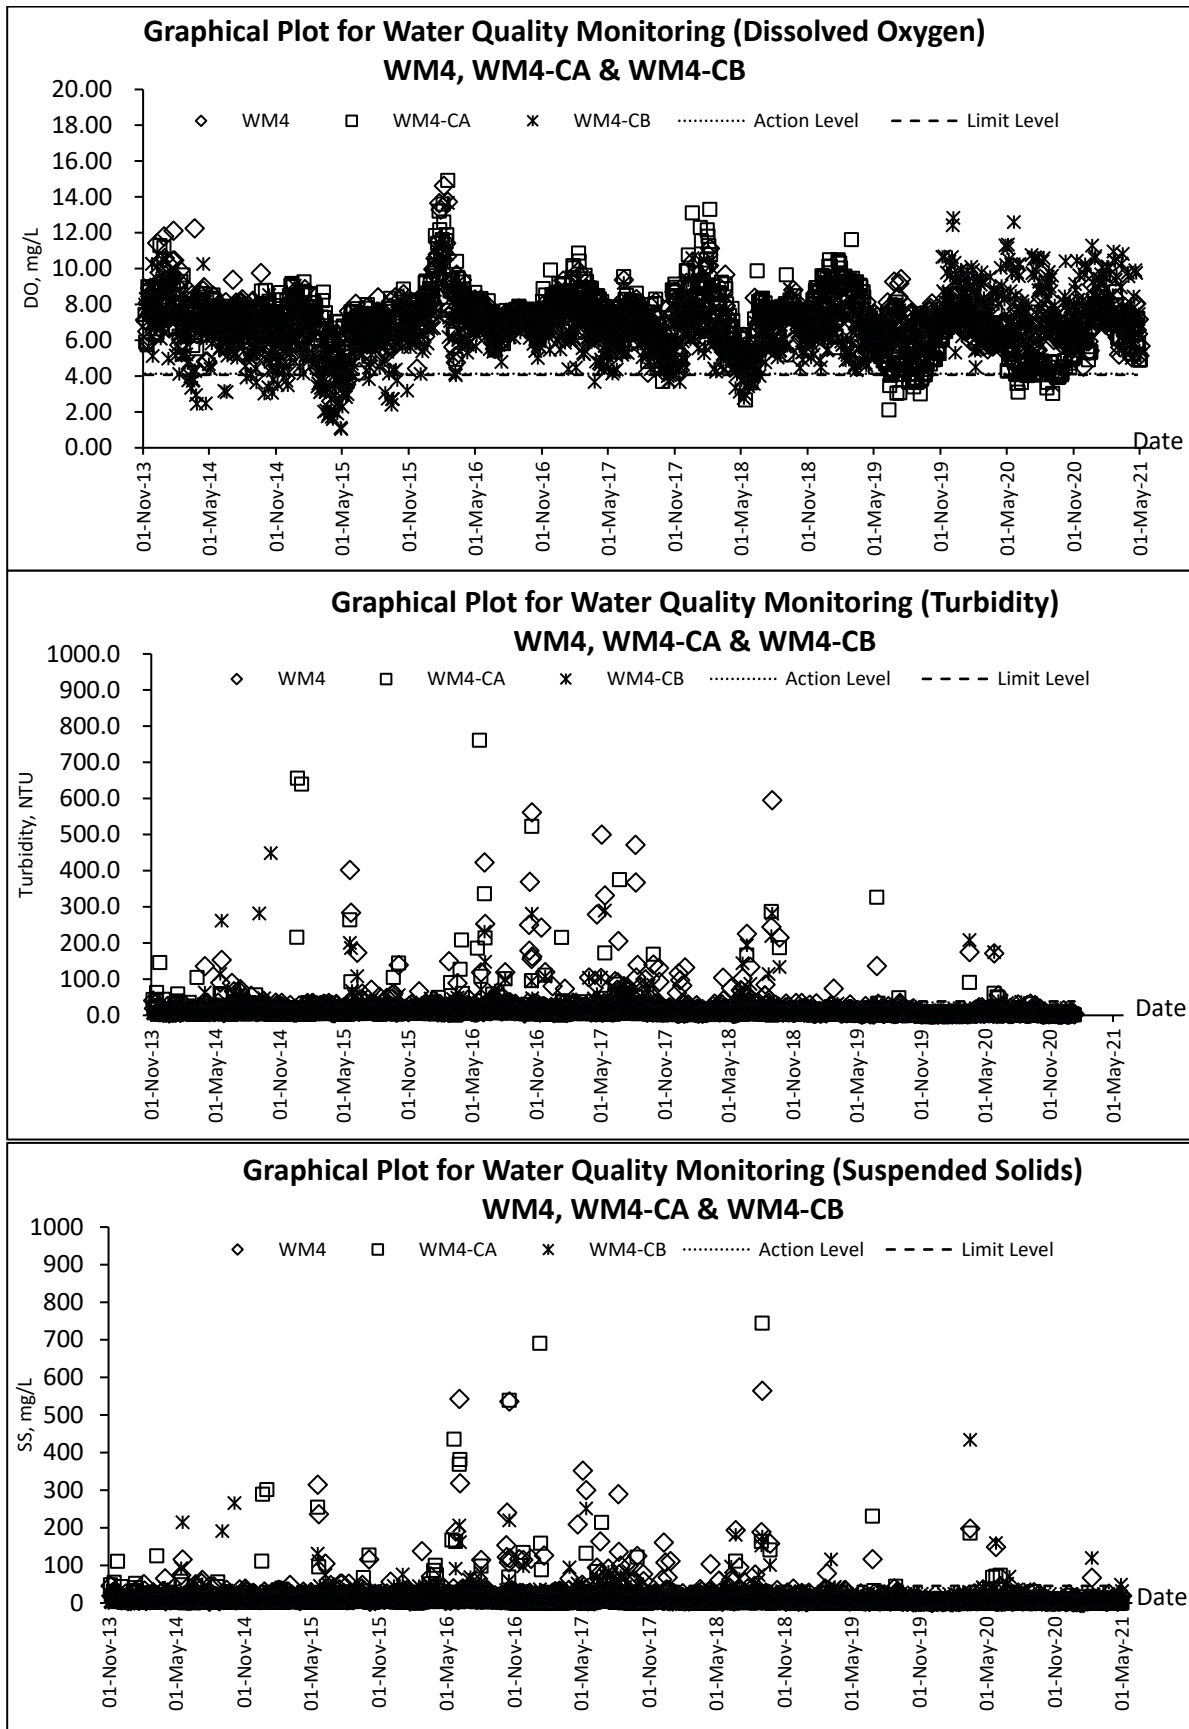 Graphical Plot for Water Quality Monitoring (Dissolved Oxygen)
WM4, WM4-CA & WM4-CB
20.00
WM4 WM4-CA WM4-CB Action Level Limit Level
18.00
16.00
14.00
12.00
10.00
8.00
6.00
4.00
2.00
0.00
DO, mg/L
Date
01-Nov-13
01-May-14
01-Nov-14
01-May-15
01-Nov-15
01-May-16
01-Nov-16
01-May-17
01-Nov-17
01-May-18
01-Nov-18
01-May-19
01-Nov-19
01-May-20
01-Nov-20
01-May-21
Graphical Plot for Water Quality Monitoring (Turbidity)
WM4, WM4-CA & WM4-CB
1000.0
WM4 WM4-CA WM4-CB Action Level Limit Level
900.0
800.0
700.0
600.0
500.0
400.0
300.0
200.0
100.0
0.0
Turbidity, NTU
Date
01-Nov-13
01-May-14
01-Nov-14
01-May-15
01-Nov-15
01-May-16
01-Nov-16
01-May-17
01-Nov-17
01-May-18
01-Nov-18
01-May-19
01-Nov-19
01-May-20
01-Nov-20
01-May-21
Graphical Plot for Water Quality Monitoring (Suspended Solids)
WM4, WM4-CA & WM4-CB
1000
WM4 WM4-CA WM4-CB Action Level Limit Level
900
800
700
600
500
400
300
200
100
0
SS, mg/L
Date
01-Nov-13
01-May-14
01-Nov-14
01-May-15
01-Nov-15
01-May-16
01-Nov-16
01-May-17
01-Nov-17
01-May-18
01-Nov-18
01-May-19
01-Nov-19
01-May-20
01-Nov-20
01-May-21